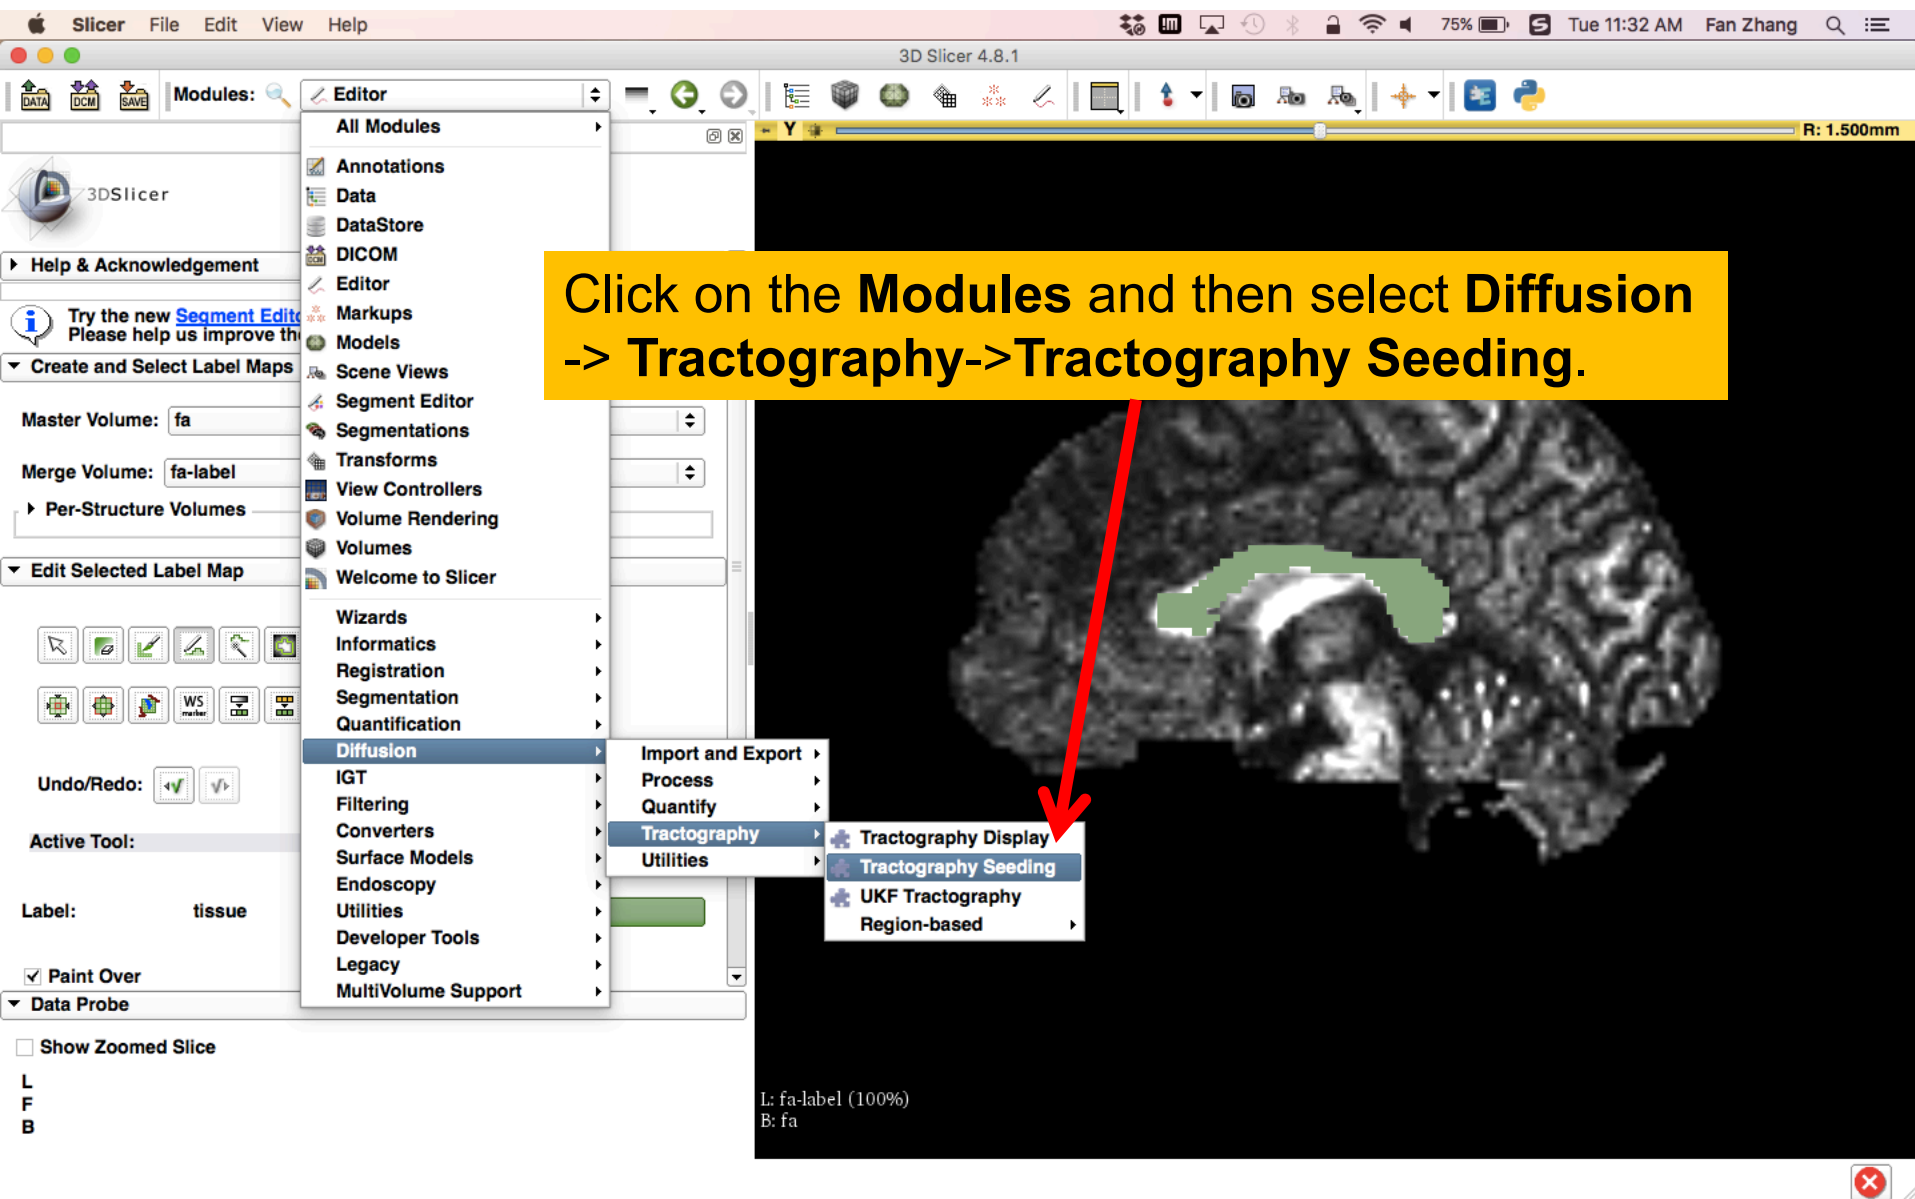 Slicer File Edit View Help 75% Tue 11:32 AM Fan Zhang
3D Slicer 4.8.1
DATA DCM SAVE Modules: Editor
Y R: 1.500mm
3DSlicer
Help & Acknowledgement
Try the new Segment Edit
Please help us improve th
Create and Select Label Maps
Master Volume: fa
Merge Volume: fa-label
Per-Structure Volumes
Edit Selected Label Map
WS
marker
Undo/Redo:
Active Tool:
Label: tissue
Paint Over
Data Probe
Show Zoomed Slice
L
F
B
All Modules
Annotations
Data
DataStore
DICOM
Editor
Markups
Models
Scene Views
Segment Editor
Segmentations
Transforms
View Controllers
Volume Rendering
Volumes
Welcome to Slicer
Wizards
Informatics
Registration
Segmentation
Quantification
Diffusion
IGT
Filtering
Converters
Surface Models
Endoscopy
Utilities
Developer Tools
Legacy
MultiVolume Support
Import and Export
Process
Quantify
Tractography
Utilities
Tractography Display
Tractography Seeding
UKF Tractography
Region-based
Click on the Modules and then select Diffusion
-> Tractography->Tractography Seeding.
L: fa-label (100%)
B: fa